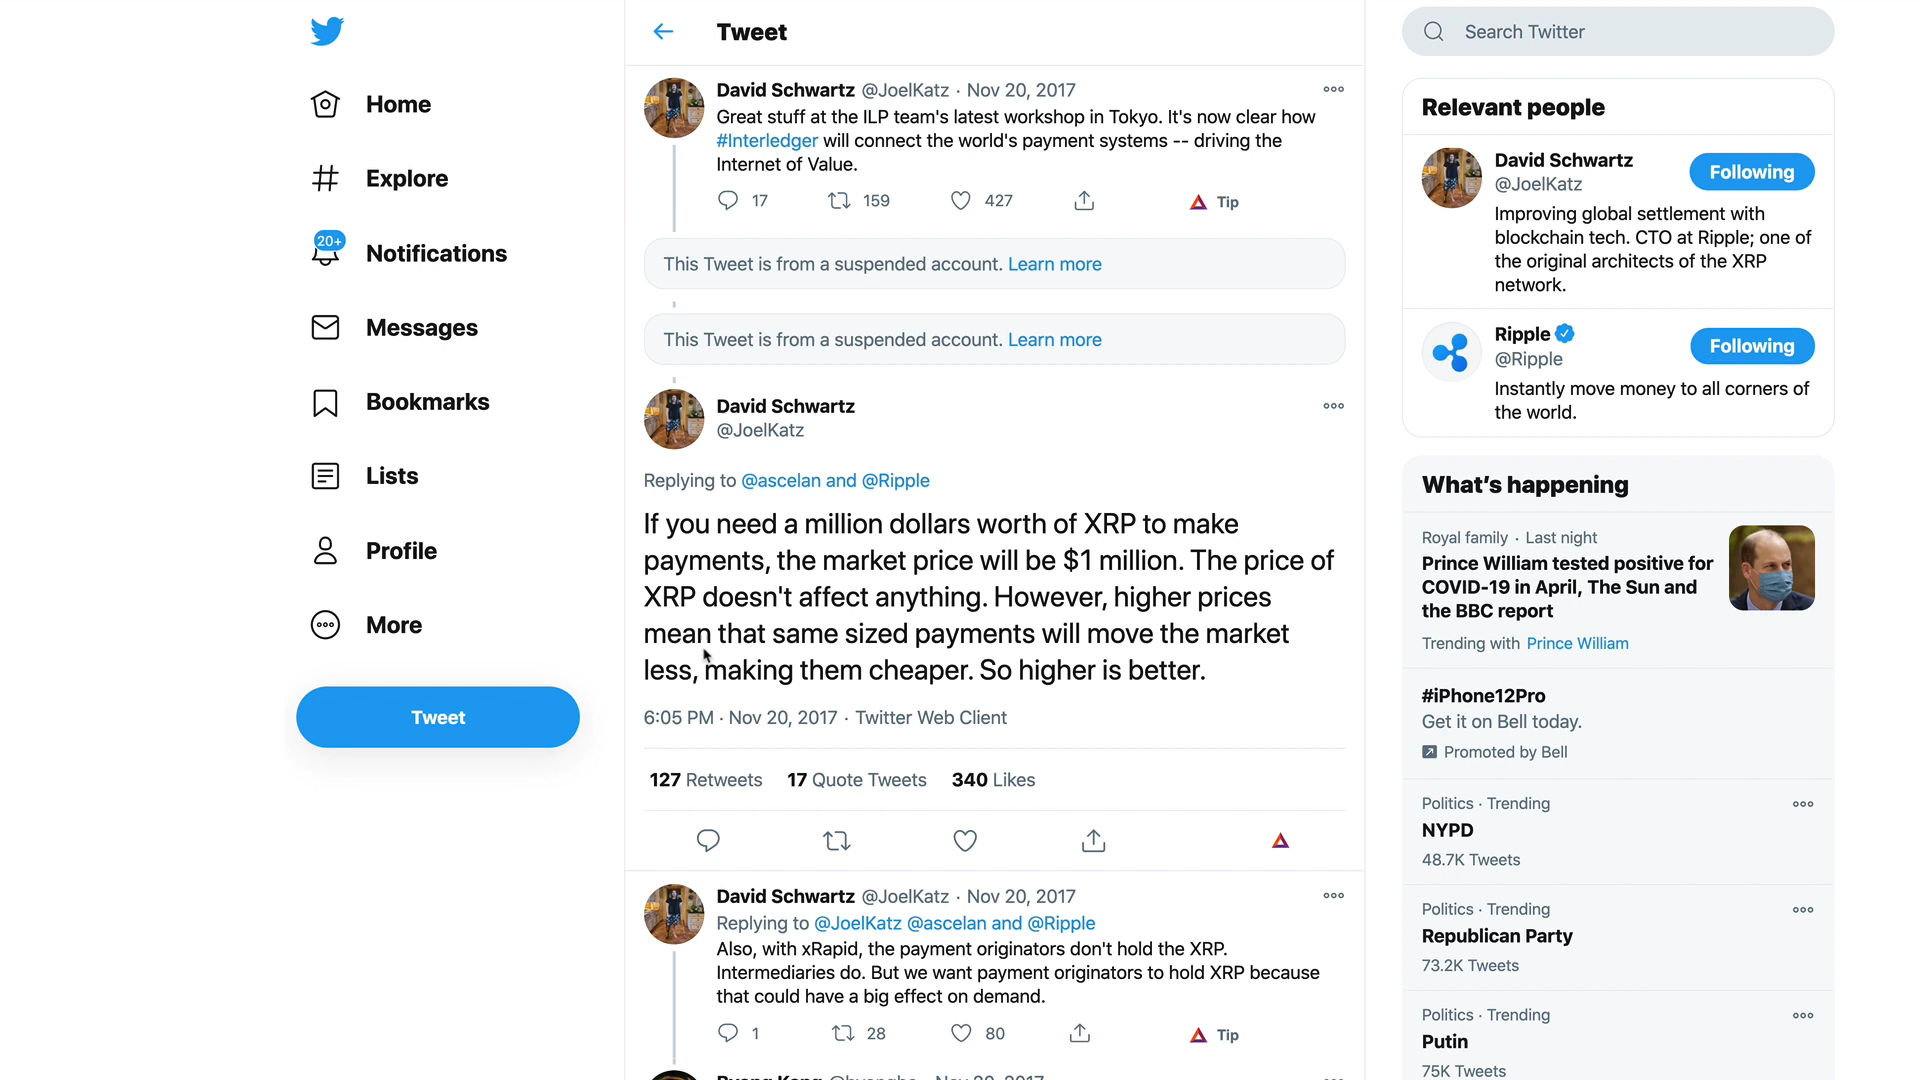 Home
Explore
20+
Notifications
Messages
Bookmarks
Lists
Profile
More
Tweet
Tweet
David Schwartz @JoelKatz · Nov 20, 2017
Great stuff at the ILP team's latest workshop in Tokyo. It's now clear how
#Interledger will connect the world's payment systems -- driving the
Internet of Value.
17 159 427 Tip
This Tweet is from a suspended account. Learn more
This Tweet is from a suspended account. Learn more
David Schwartz
@JoelKatz
Replying to @ascelan and @Ripple
If you need a million dollars worth of XRP to make
payments, the market price will be $1 million. The price of
XRP doesn't affect anything. However, higher prices
mean that same sized payments will move the market
less, making them cheaper. So higher is better.
6:05 PM · Nov 20, 2017 · Twitter Web Client
127 Retweets 17 Quote Tweets 340 Likes
David Schwartz @JoelKatz · Nov 20, 2017
Replying to @JoelKatz @ascelan and @Ripple
Also, with xRapid, the payment originators don't hold the XRP.
Intermediaries do. But we want payment originators to hold XRP because
that could have a big effect on demand.
1 28 80 Tip
Search Twitter
Relevant people
David Schwartz
@JoelKatz
Following
Improving global settlement with
blockchain tech. CTO at Ripple; one of
the original architects of the XRP
network.
Ripple
@Ripple
Following
Instantly move money to all corners of
the world.
What's happening
Royal family · Last night
Prince William tested positive for
COVID-19 in April, The Sun and
the BBC report
Trending with Prince William
#iPhone12Pro
Get it on Bell today.
Promoted by Bell
Politics · Trending
NYPD
48.7K Tweets
Politics · Trending
Republican Party
73.2K Tweets
Politics · Trending
Putin
75K Tweets